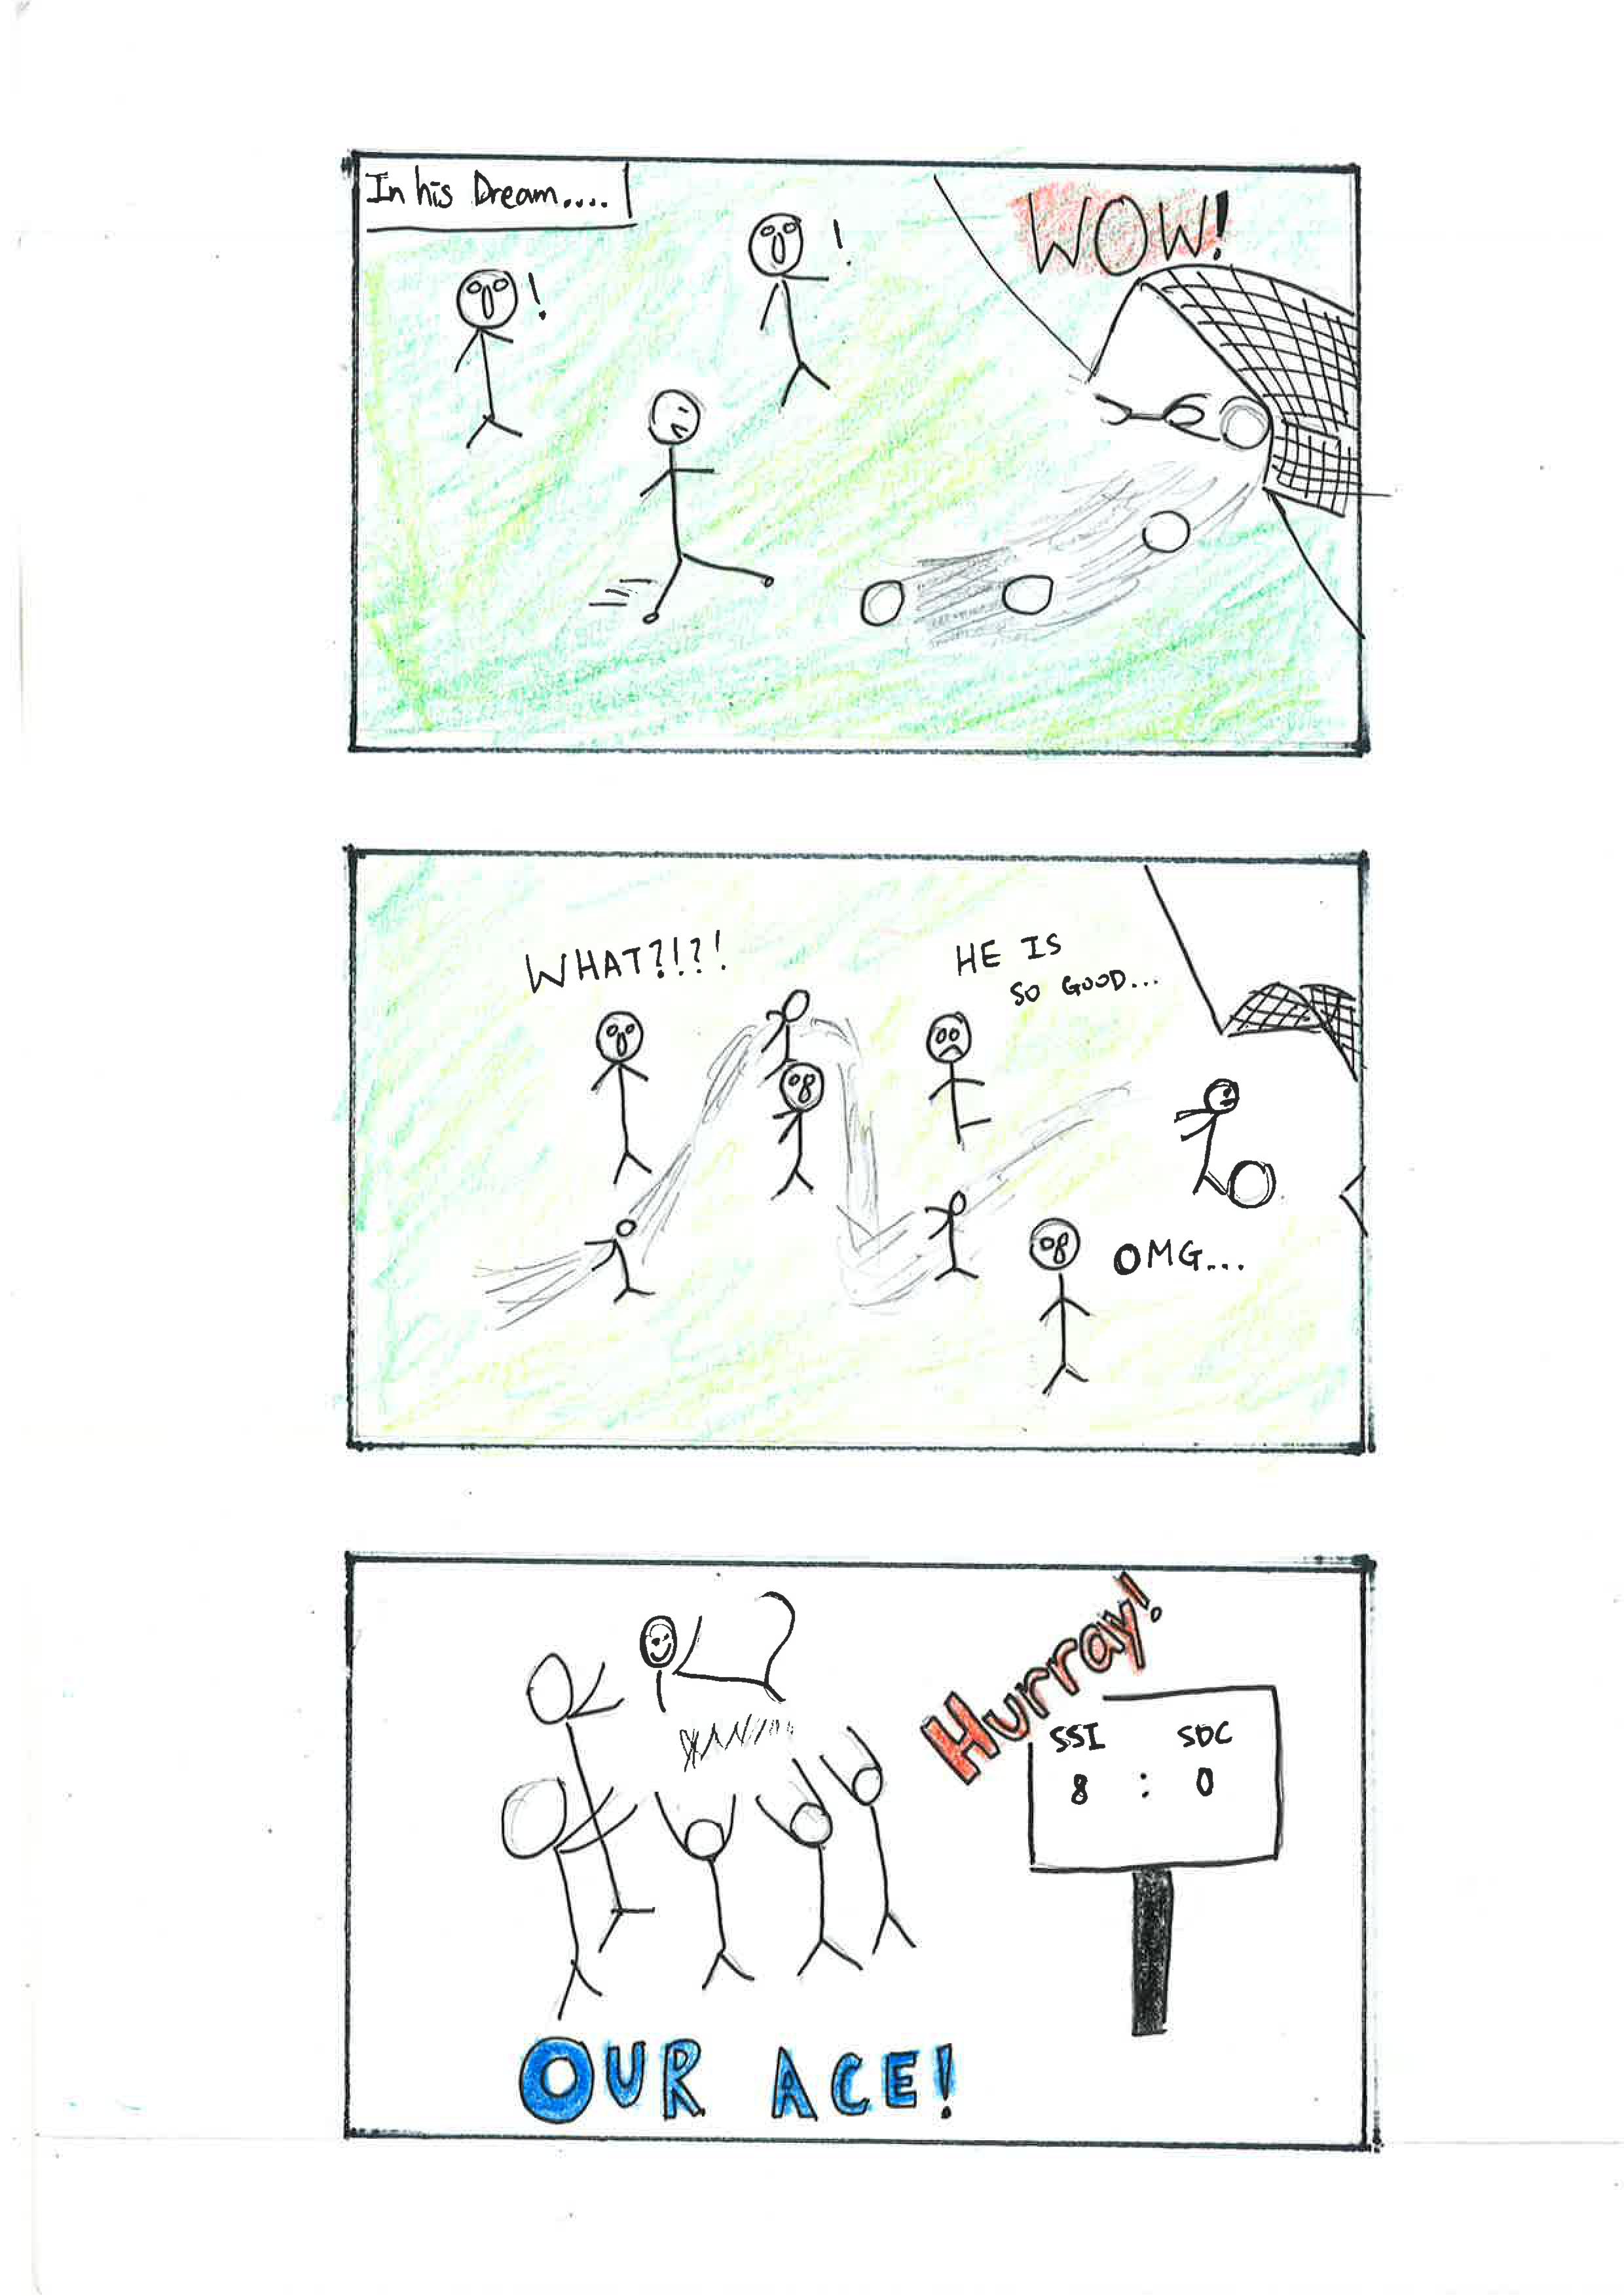 In his Dream....
!
!
WOW!
WHAT?!?!
HE IS
SO GOOD...
OMG...
Hurray!
SSI SDC
8 : 0
OUR ACE!